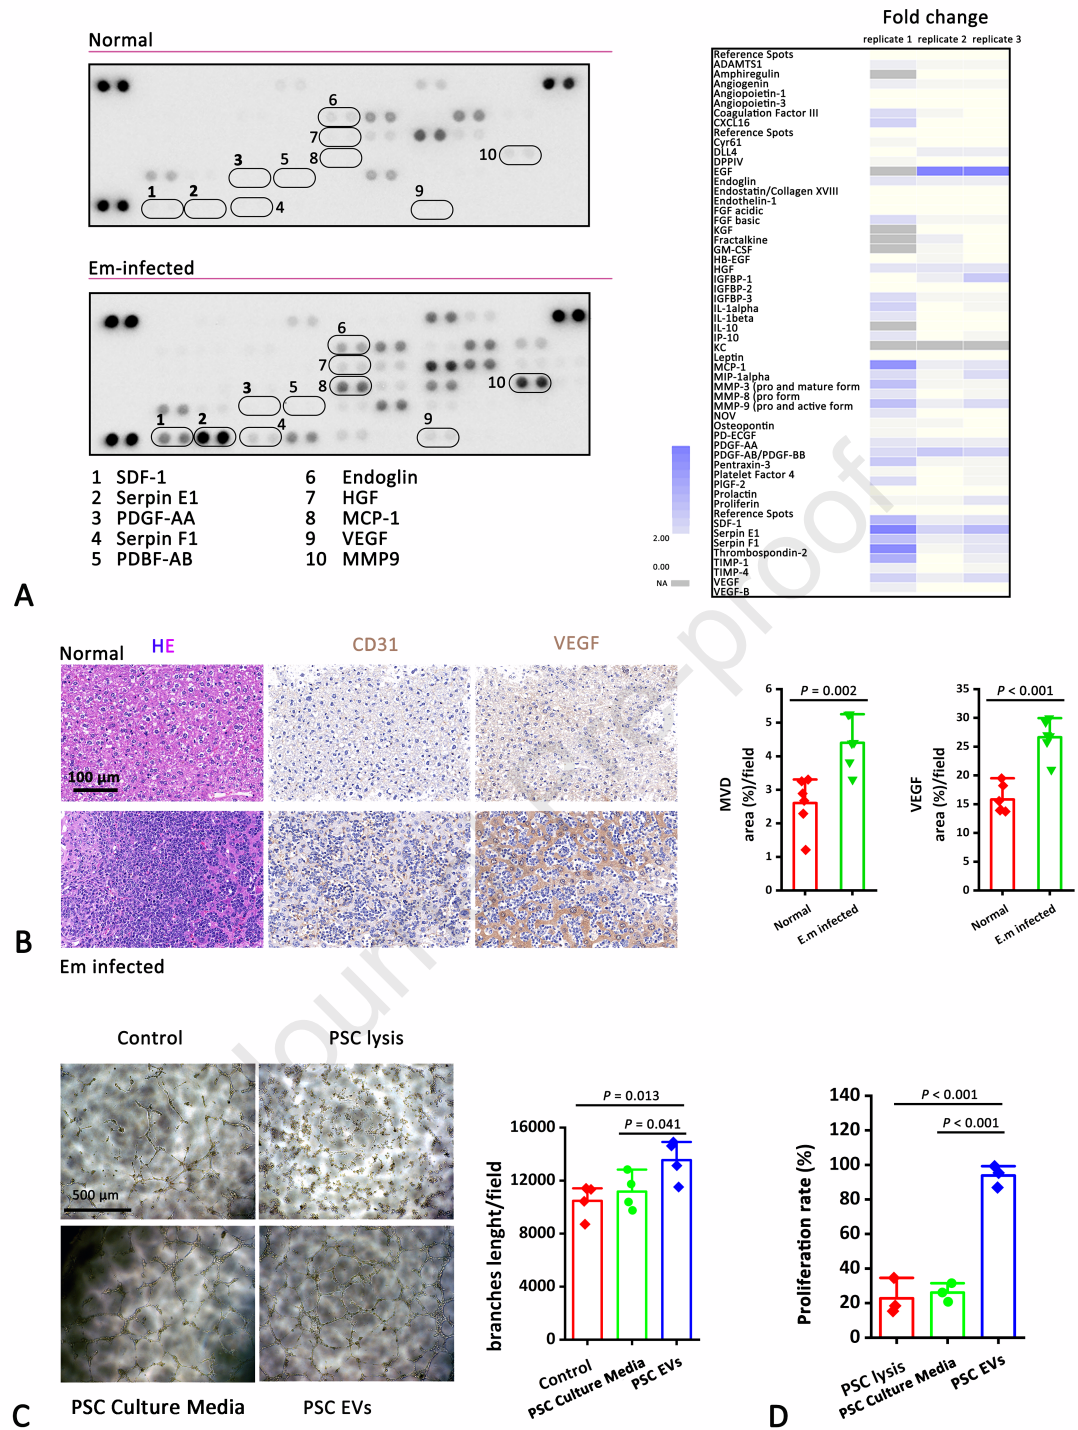 Normal
6
7
8
3
5
10
1
2
4
9
Em-infected
6
7
8
3
5
10
1
2
4
9
1 SDF-1
2 Serpin E1
3 PDGF-AA
4 Serpin F1
5 PDBF-AB
6 Endoglin
7 HGF
8 MCP-1
9 VEGF
10 MMP9
A
Fold change
replicate 1 replicate 2 replicate 3
Reference Spots
ADAMTS1
Amphiregulin
Angiogenin
Angiopoietin-1
Angiopoietin-3
Coagulation Factor III
CXCL16
Reference Spots
Cyr61
DLL4
DPPIV
EGF
Endoglin
Endostatin/Collagen XVIII
Endothelin-1
FGF acidic
FGF basic
KGF
Fractalkine
GM-CSF
HB-EGF
HGF
IGFBP-1
IGFBP-2
IGFBP-3
IL-1alpha
IL-1beta
IL-10
IP-10
KC
Leptin
MCP-1
MIP-1alpha
MMP-3 (pro and mature form
MMP-8 (pro form
MMP-9 (pro and active form
NOV
Osteopontin
PD-ECGF
PDGF-AA
PDGF-AB/PDGF-BB
Pentraxin-3
Platelet Factor 4
PlGF-2
Prolactin
Proliferin
Reference Spots
SDF-1
Serpin E1
Serpin F1
Thrombospondin-2
TIMP-1
TIMP-4
VEGF
VEGF-B
2.00
0.00
NA
Normal
HE
CD31
VEGF
100 µm
B
Em infected
P = 0.002
6
5
4
3
2
1
0
MVD
area (%)/field
Normal
E.m infected
P < 0.001
35
30
25
20
15
10
5
0
VEGF
area (%)/field
Normal
E.m infected
Control
PSC lysis
500 µm
PSC Culture Media
PSC EVs
C
P = 0.013
P = 0.041
16000
12000
8000
4000
0
branches lenght/field
Control
PSC Culture Media
PSC EVs
P < 0.001
P < 0.001
140
120
100
80
60
40
20
0
Proliferation rate (%)
PSC lysis
PSC Culture Media
PSC EVs
D